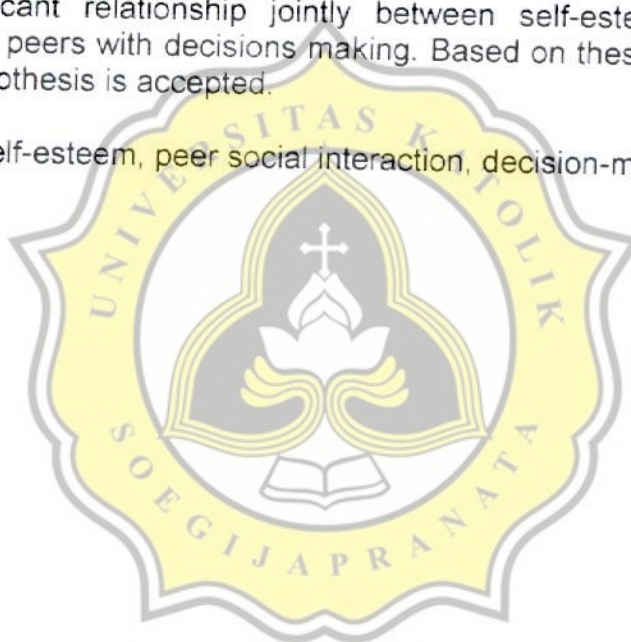 cant relationship jointly between self-este
peers with decisions making. Based on thes
othesis is accepted.
elf-esteem, peer social interaction, decision-m
UNIVERSITAS KATOLIK
SOEGIJAPRANATA